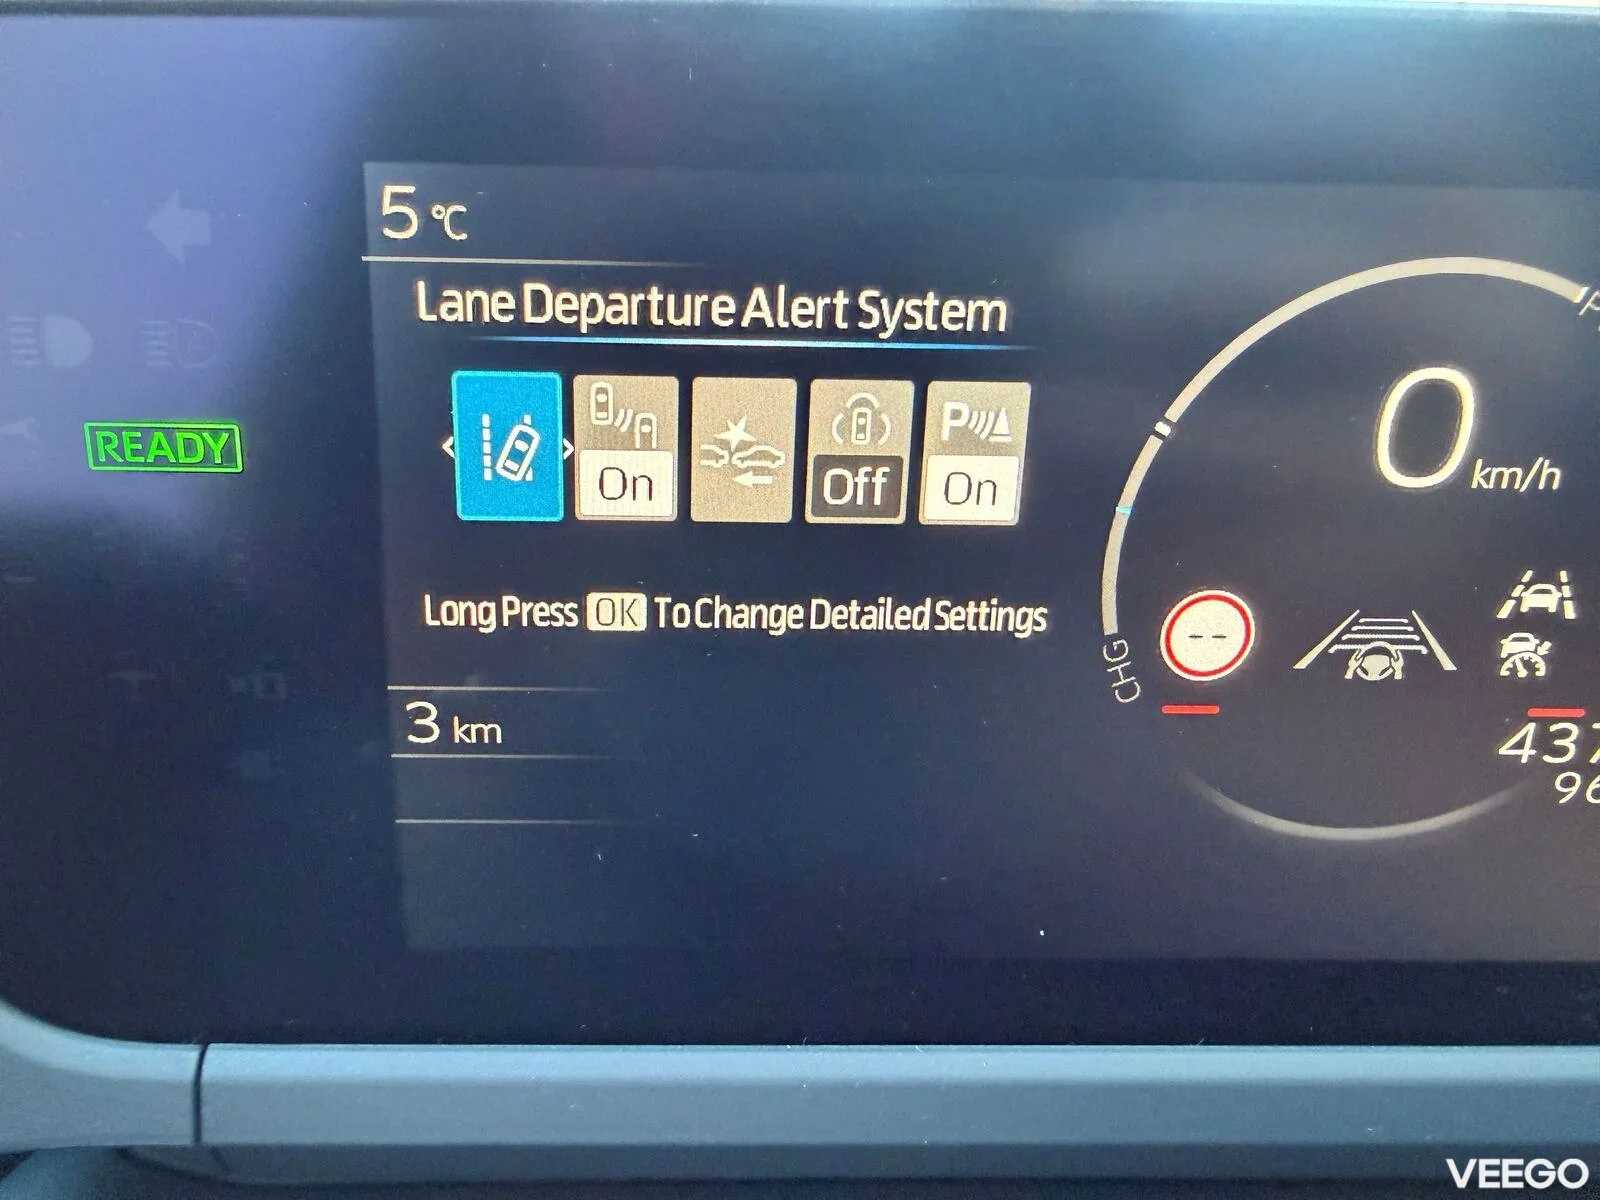 5 °C
Lane Departure Alert System
READY
On
Off
P On
0 km/h
Long Press OK To Change Detailed Settings
CHG
--
3 km
437
96
VEEGO